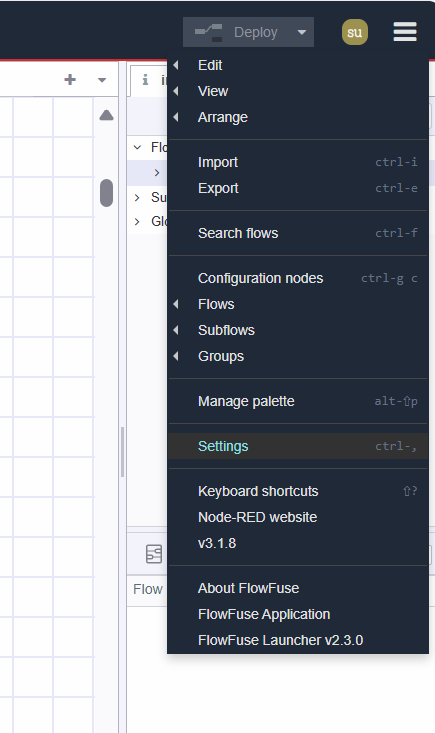 Deploy
su
Edit
View
Arrange
Import ctrl-i
Export ctrl-e
Search flows ctrl-f
Configuration nodes ctrl-g c
Flows
Subflows
Groups
Manage palette alt-⇧p
Settings ctrl-,
Keyboard shortcuts ⇧?
Node-RED website
v3.1.8
About FlowFuse
FlowFuse Application
FlowFuse Launcher v2.3.0
i in
Flo
Su
Glo
Flow